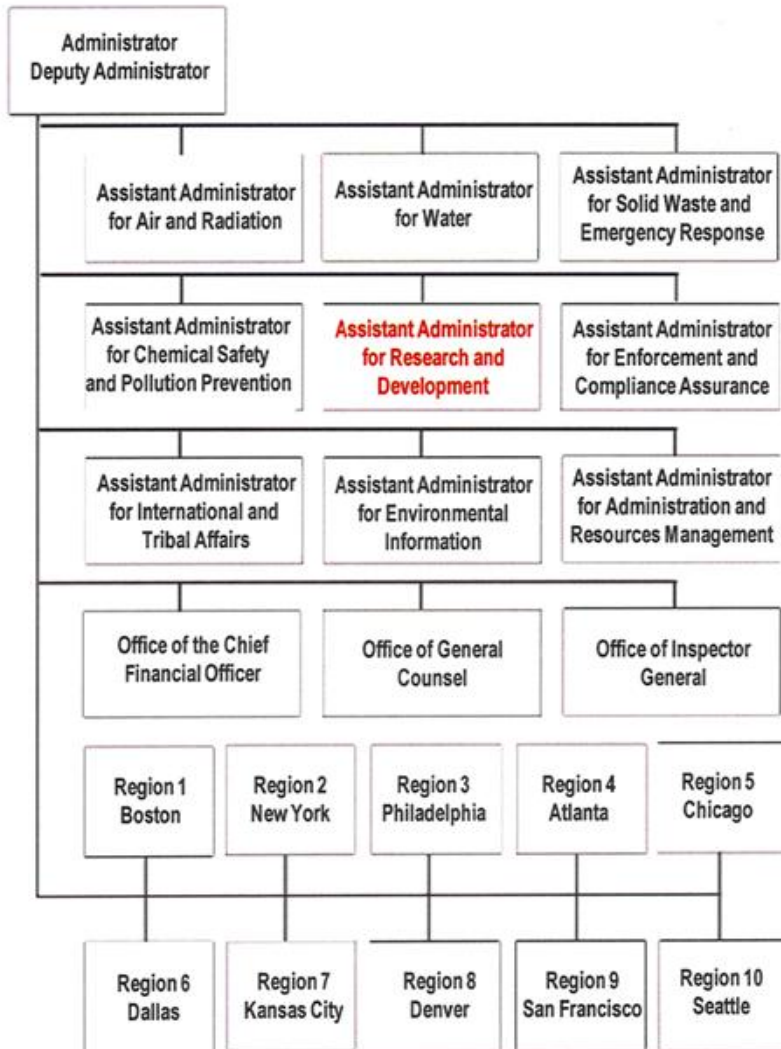 Administrator
Deputy Administrator
Assistant Administrator
for Air and Radiation
Assistant Administrator
for Water
Assistant Administrator
for Solid Waste and
Emergency Response
Assistant Administrator
for Chemical Safety
and Pollution Prevention
Assistant Administrator
for Research and
Development
Assistant Administrator
for Enforcement and
Compliance Assurance
Assistant Administrator
for International and
Tribal Affairs
Assistant Administrator
for Environmental
Information
Assistant Administrator
for Administration and
Resources Management
Office of the Chief
Financial Officer
Office of General
Counsel
Office of Inspector
General
Region 1
Boston
Region 2
New York
Region 3
Philadelphia
Region 4
Atlanta
Region 5
Chicago
Region 6
Dallas
Region 7
Kansas City
Region 8
Denver
Region 9
San Francisco
Region 10
Seattle